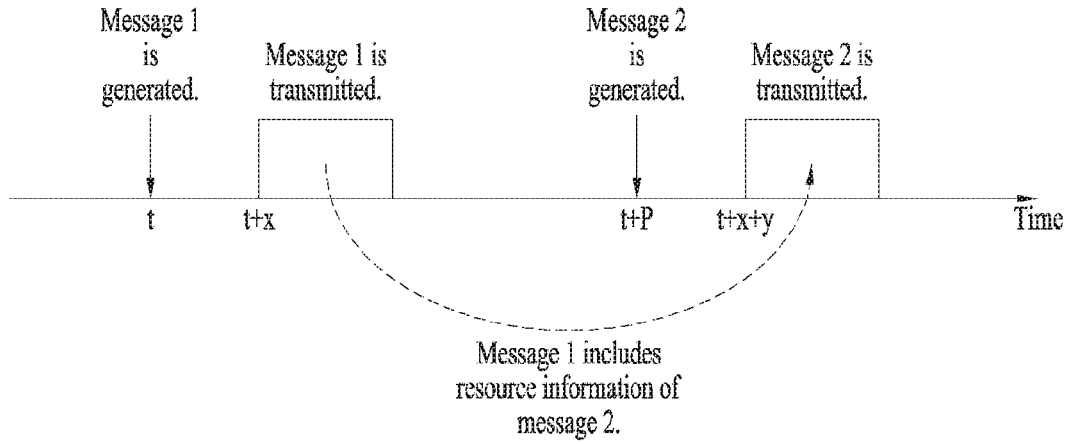 Message 1
is
generated.
Message 1 is
transmitted.
Message 2
is
generated.
Message 2 is
transmitted.
t
t+x
t+P
t+x+y
Time
Message 1 includes
resource information of
message 2.